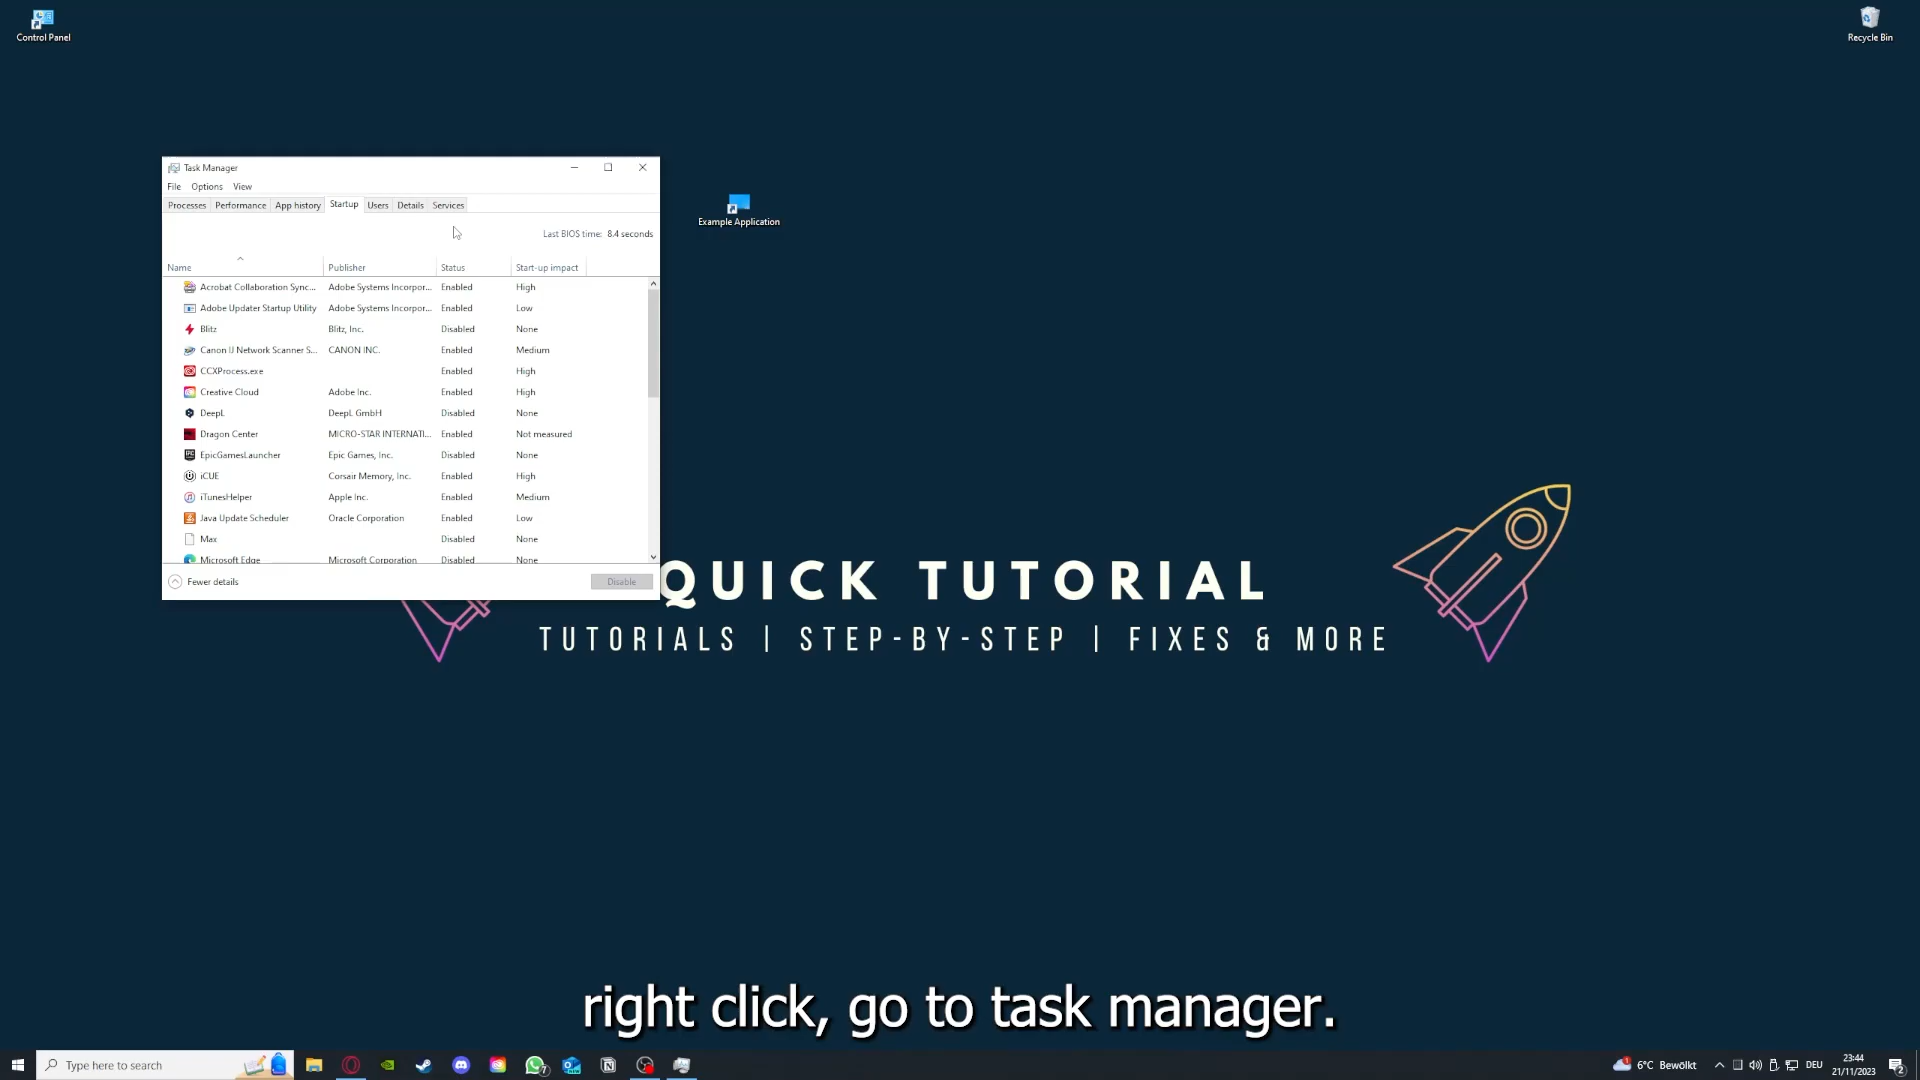 Control Panel
Recycle Bin
Task Manager
File Options View
Processes Performance App history Startup Users Details Services
Example Application
Last BIOS time: 8.4 seconds
Name Publisher Status Start-up impact
Acrobat Collaboration Sync... Adobe Systems Incorpor... Enabled High
Adobe Updater Startup Utility Adobe Systems Incorpor... Enabled Low
Blitz Blitz, Inc. Disabled None
Canon IJ Network Scanner S... CANON INC. Enabled Medium
CCXProcess.exe Enabled High
Creative Cloud Adobe Inc. Enabled High
DeepL DeepL GmbH Disabled None
Dragon Center MICRO-STAR INTERNATI... Enabled Not measured
EpicGamesLauncher Epic Games, Inc. Disabled None
iCUE Corsair Memory, Inc. Enabled High
iTunesHelper Apple Inc. Enabled Medium
Java Update Scheduler Oracle Corporation Enabled Low
Max Disabled None
Microsoft Edge Microsoft Corporation Disabled None
Fewer details Disable
QUICK TUTORIAL
TUTORIALS | STEP-BY-STEP | FIXES & MORE
right click, go to task manager.
Type here to search
6°C Bewölkt DEU
23:44
21/11/2023